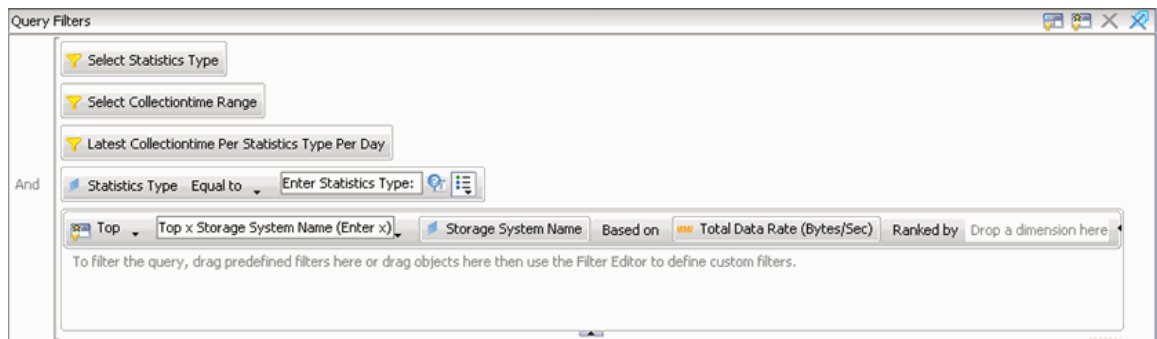 Query Filters
Select Statistics Type
Select Collectiontime Range
Latest Collectiontime Per Statistics Type Per Day
And
Statistics Type Equal to Enter Statistics Type:
Top Top x Storage System Name (Enter x) Storage System Name Based on Total Data Rate (Bytes/Sec) Ranked by Drop a dimension here
To filter the query, drag predefined filters here or drag objects here then use the Filter Editor to define custom filters.